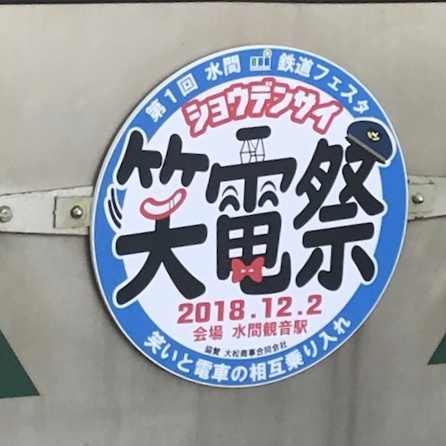 第1回 水間 鉄道フェスタ
ショウデンサイ
笑電祭
2018.12.2
会場 水間観音駅
協賛 大松商事合同会社
笑いと電車の相互乗り入れ